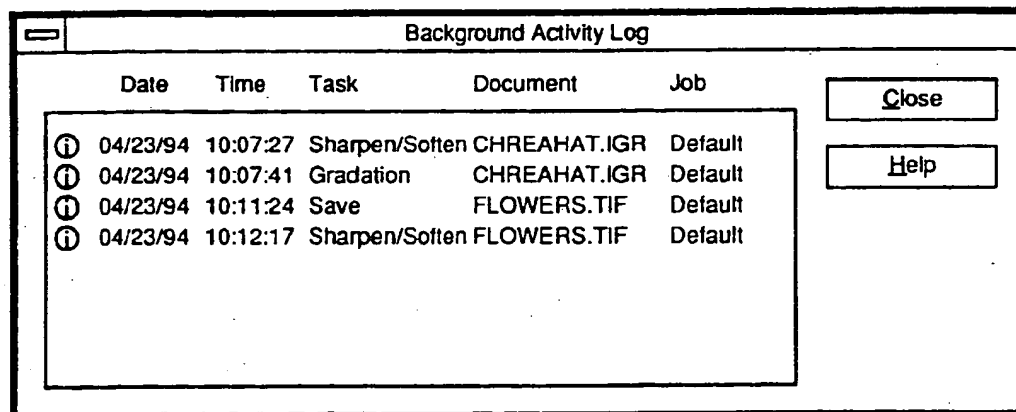 Background Activity Log
Date Time Task Document Job
Close
04/23/94 10:07:27 Sharpen/Soften CHREAHAT.IGR Default
04/23/94 10:07:41 Gradation CHREAHAT.IGR Default
Help
04/23/94 10:11:24 Save FLOWERS.TIF Default
04/23/94 10:12:17 Sharpen/Soften FLOWERS.TIF Default